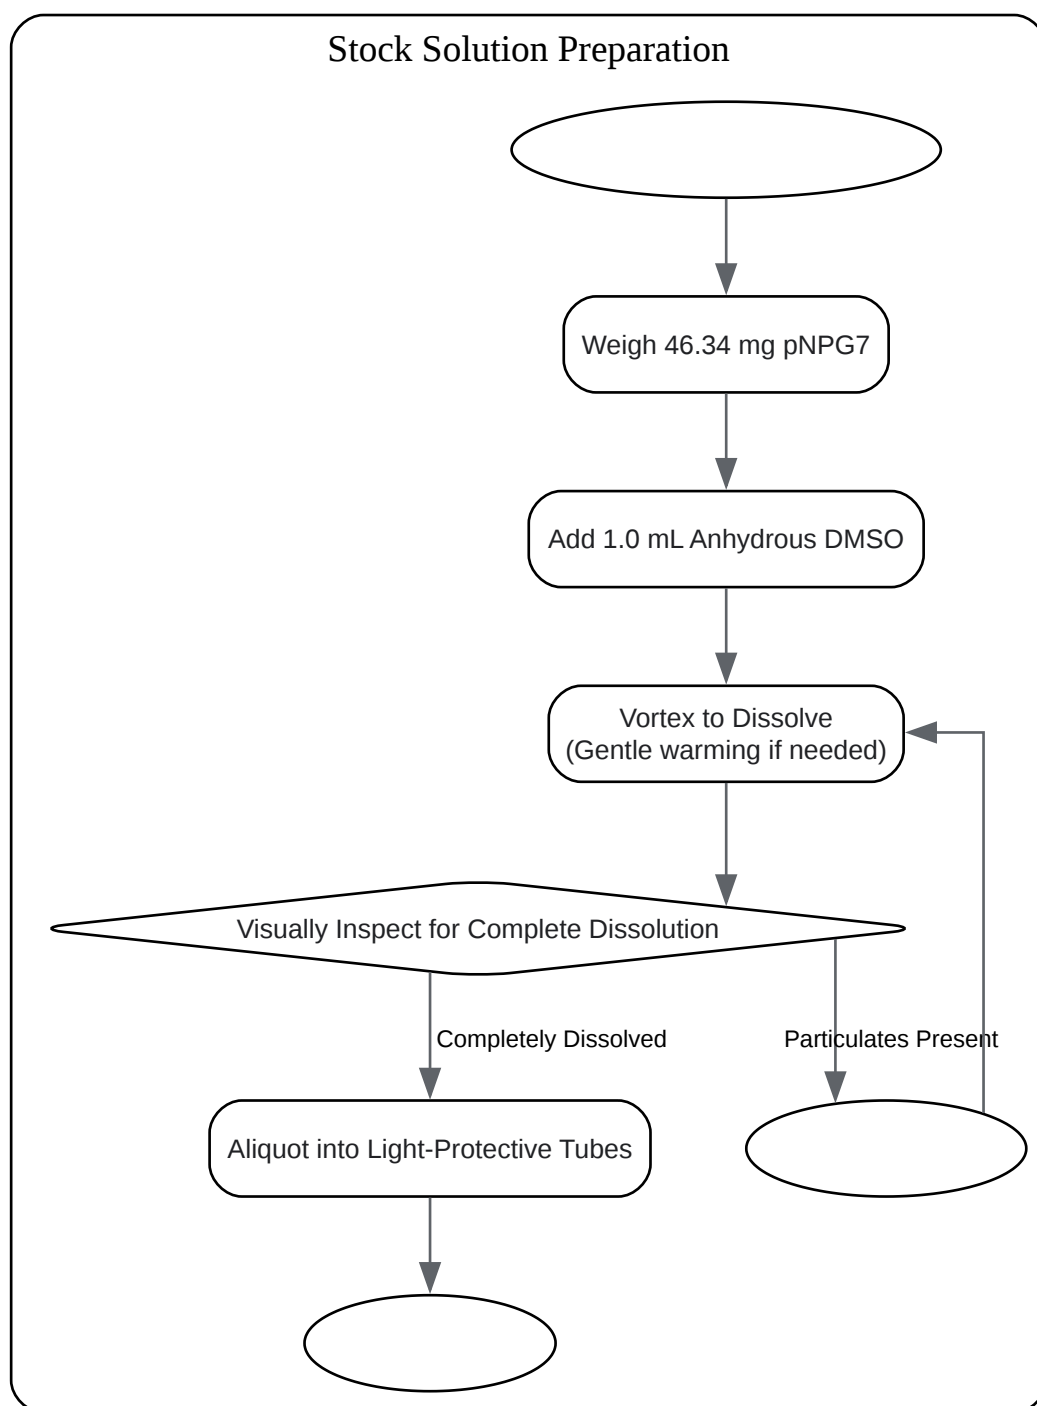 Stock Solution Preparation
Weigh 46.34 mg pNPG7
Add 1.0 mL Anhydrous DMSO
Vortex to Dissolve
(Gentle warming if needed)
Visually Inspect for Complete Dissolution
Completely Dissolved
Particulates Present
Aliquot into Light-Protective Tubes